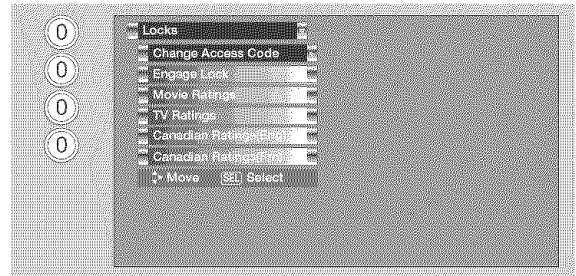 0
0
0
0
Locks
Change Access Code
Engage Lock
Movie Ratings
TV Ratings
Canadian Ratings(Eng)
Canadian Ratings(Frn)
Move SEL Select